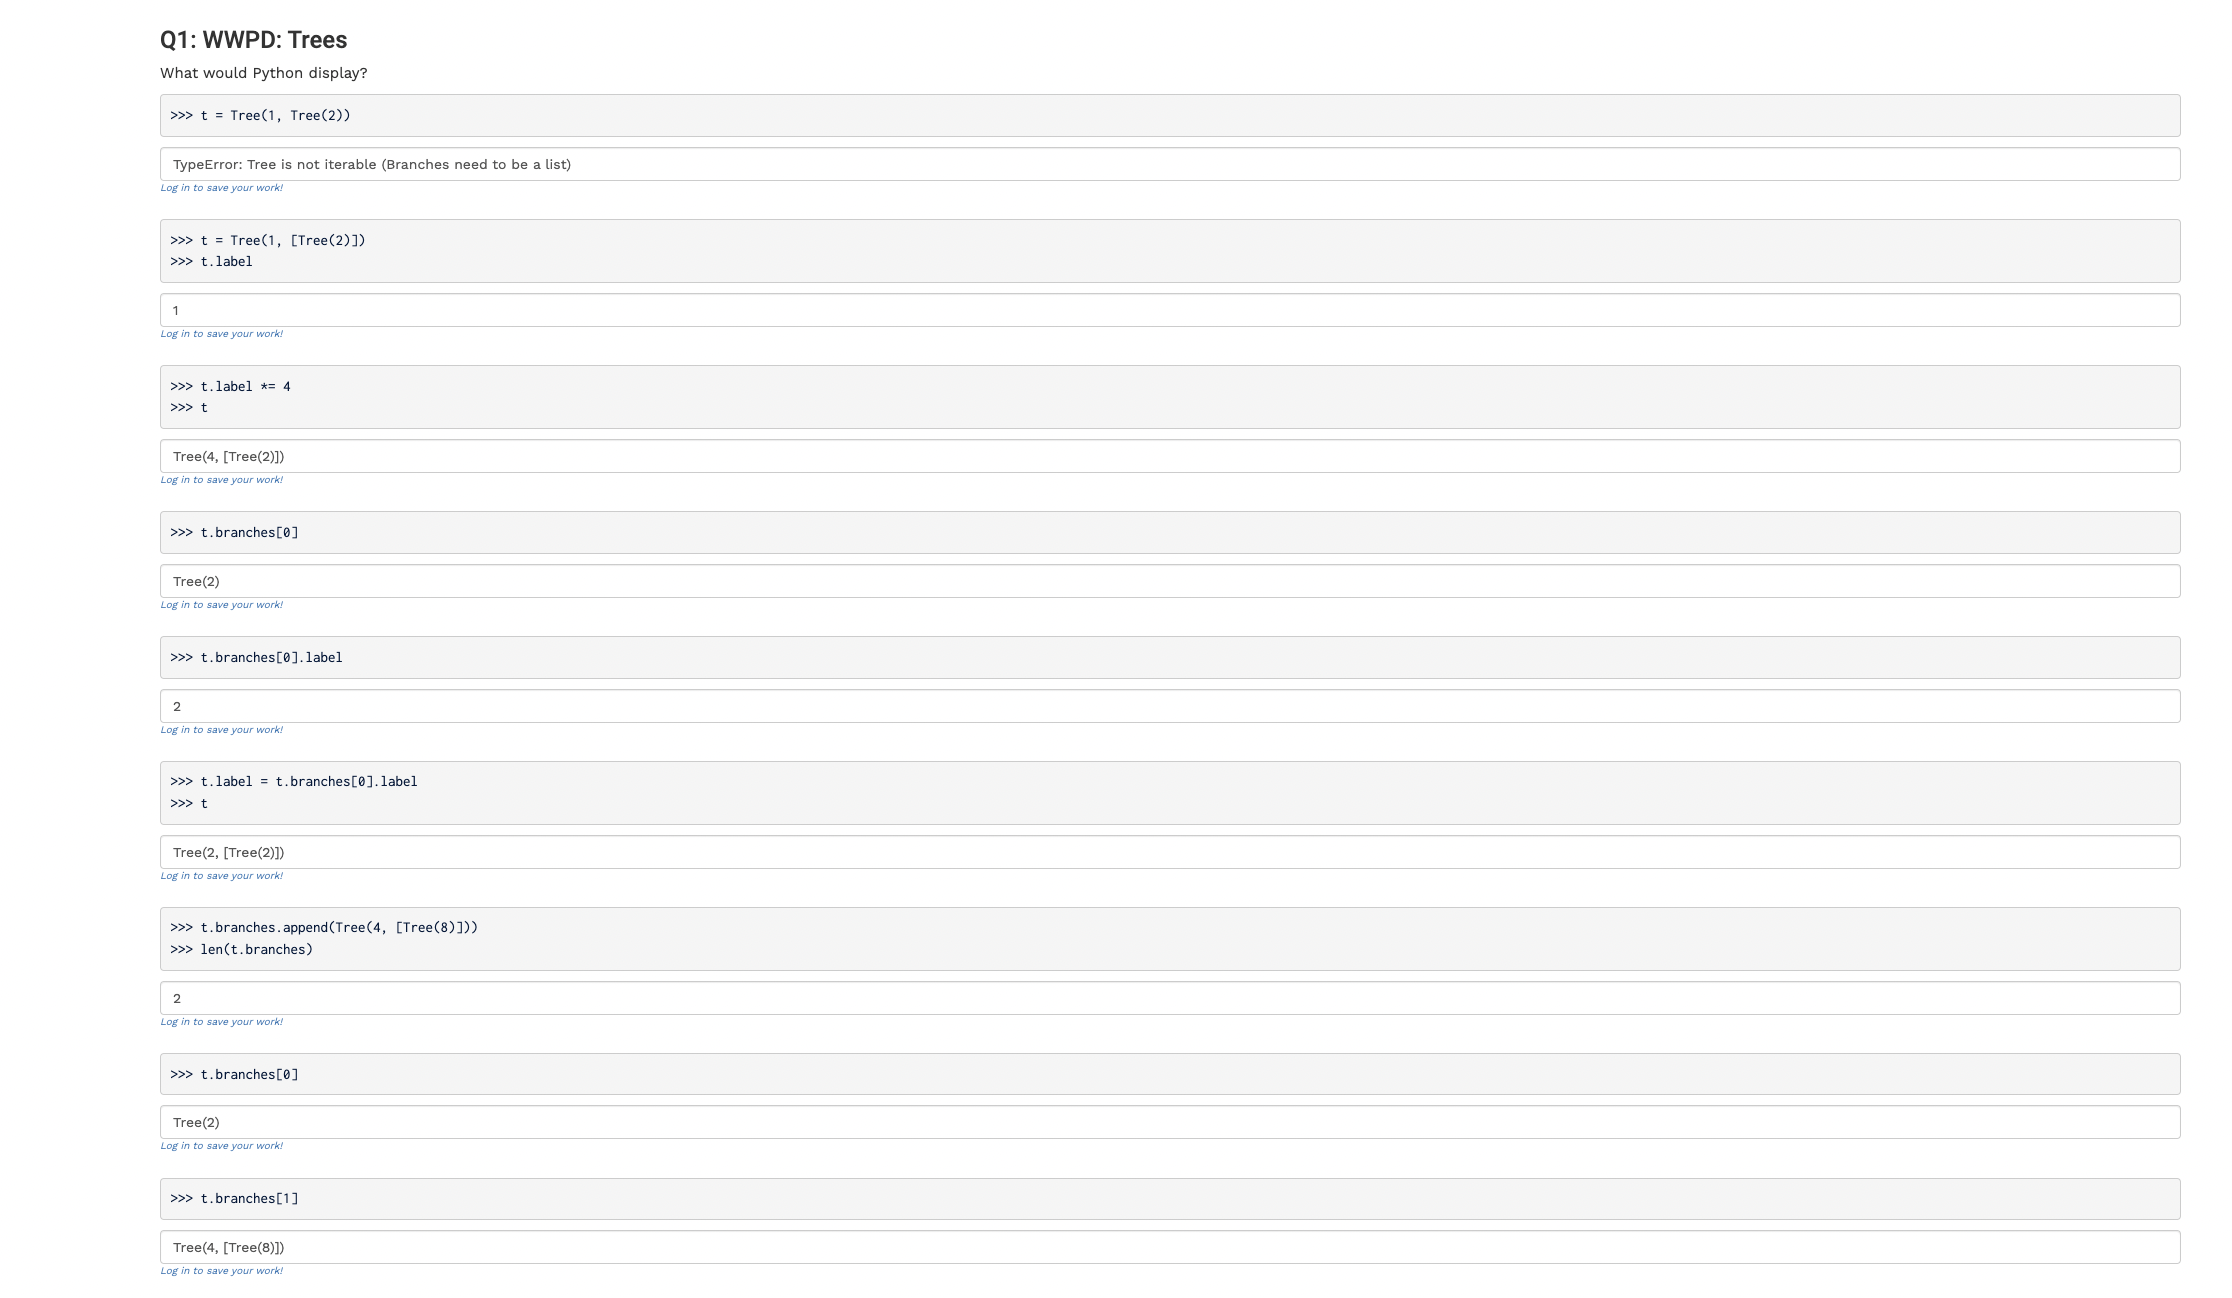 Q1: WWPD: Trees
What would Python display?
>>> t = Tree(1, Tree(2))
TypeError: Tree is not iterable (Branches need to be a list)
Log in to save your work!
>>> t = Tree(1, [Tree(2)])
>>> t.label
1
Log in to save your work!
>>> t.label *= 4
>>> t
Tree(4, [Tree(2)])
Log in to save your work!
>>> t.branches[0]
Tree(2)
Log in to save your work!
>>> t.branches[0].label
2
Log in to save your work!
>>> t.label = t.branches[0].label
>>> t
Tree(2, [Tree(2)])
Log in to save your work!
>>> t.branches.append(Tree(4, [Tree(8)]))
>>> len(t.branches)
2
Log in to save your work!
>>> t.branches[0]
Tree(2)
Log in to save your work!
>>> t.branches[1]
Tree(4, [Tree(8)])
Log in to save your work!